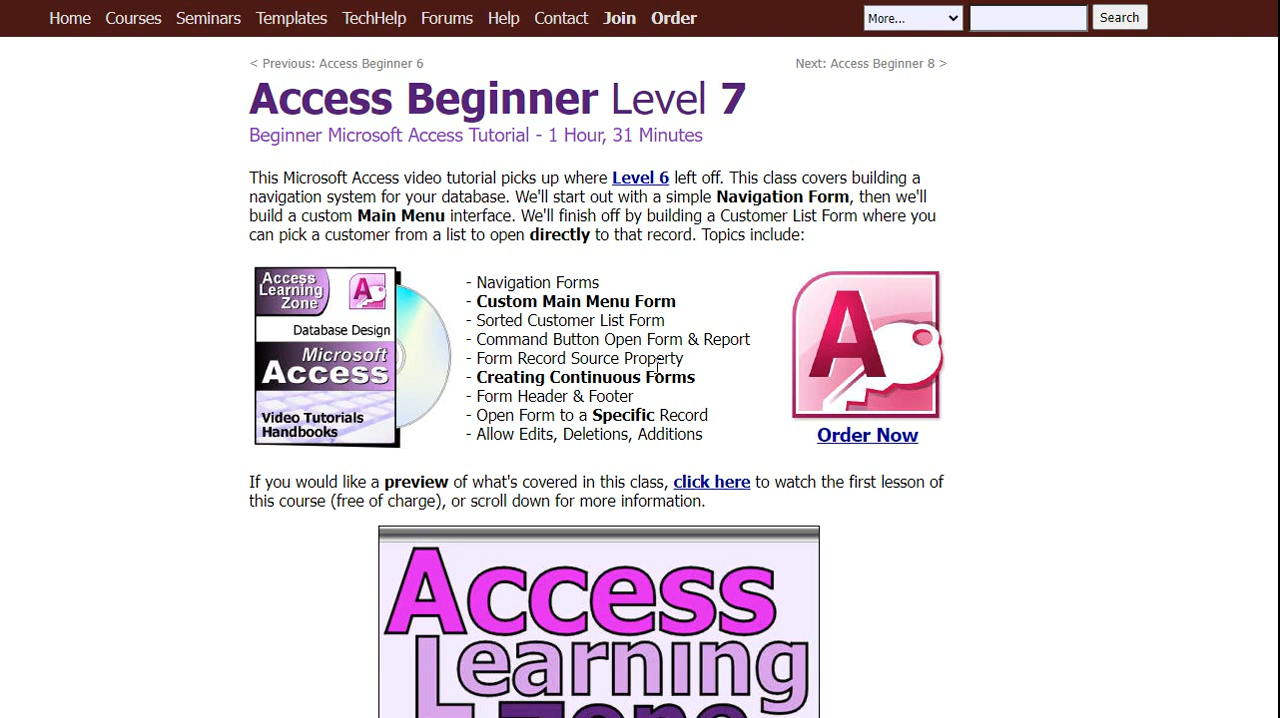 Home Courses Seminars Templates TechHelp Forums Help Contact Join Order More... Search
< Previous: Access Beginner 6 Next: Access Beginner 8 >
Access Beginner Level 7
Beginner Microsoft Access Tutorial - 1 Hour, 31 Minutes
This Microsoft Access video tutorial picks up where Level 6 left off. This class covers building a
navigation system for your database. We'll start out with a simple Navigation Form, then we'll
build a custom Main Menu interface. We'll finish off by building a Customer List Form where you
can pick a customer from a list to open directly to that record. Topics include:
Access
Learning
Zone
Database Design
Microsoft
Access
Video Tutorials
Handbooks
- Navigation Forms
- Custom Main Menu Form
- Sorted Customer List Form
- Command Button Open Form & Report
- Form Record Source Property
- Creating Continuous Forms
- Form Header & Footer
- Open Form to a Specific Record
- Allow Edits, Deletions, Additions
A
Order Now
If you would like a preview of what's covered in this class, click here to watch the first lesson of
this course (free of charge), or scroll down for more information.
Access
Learning
Zone